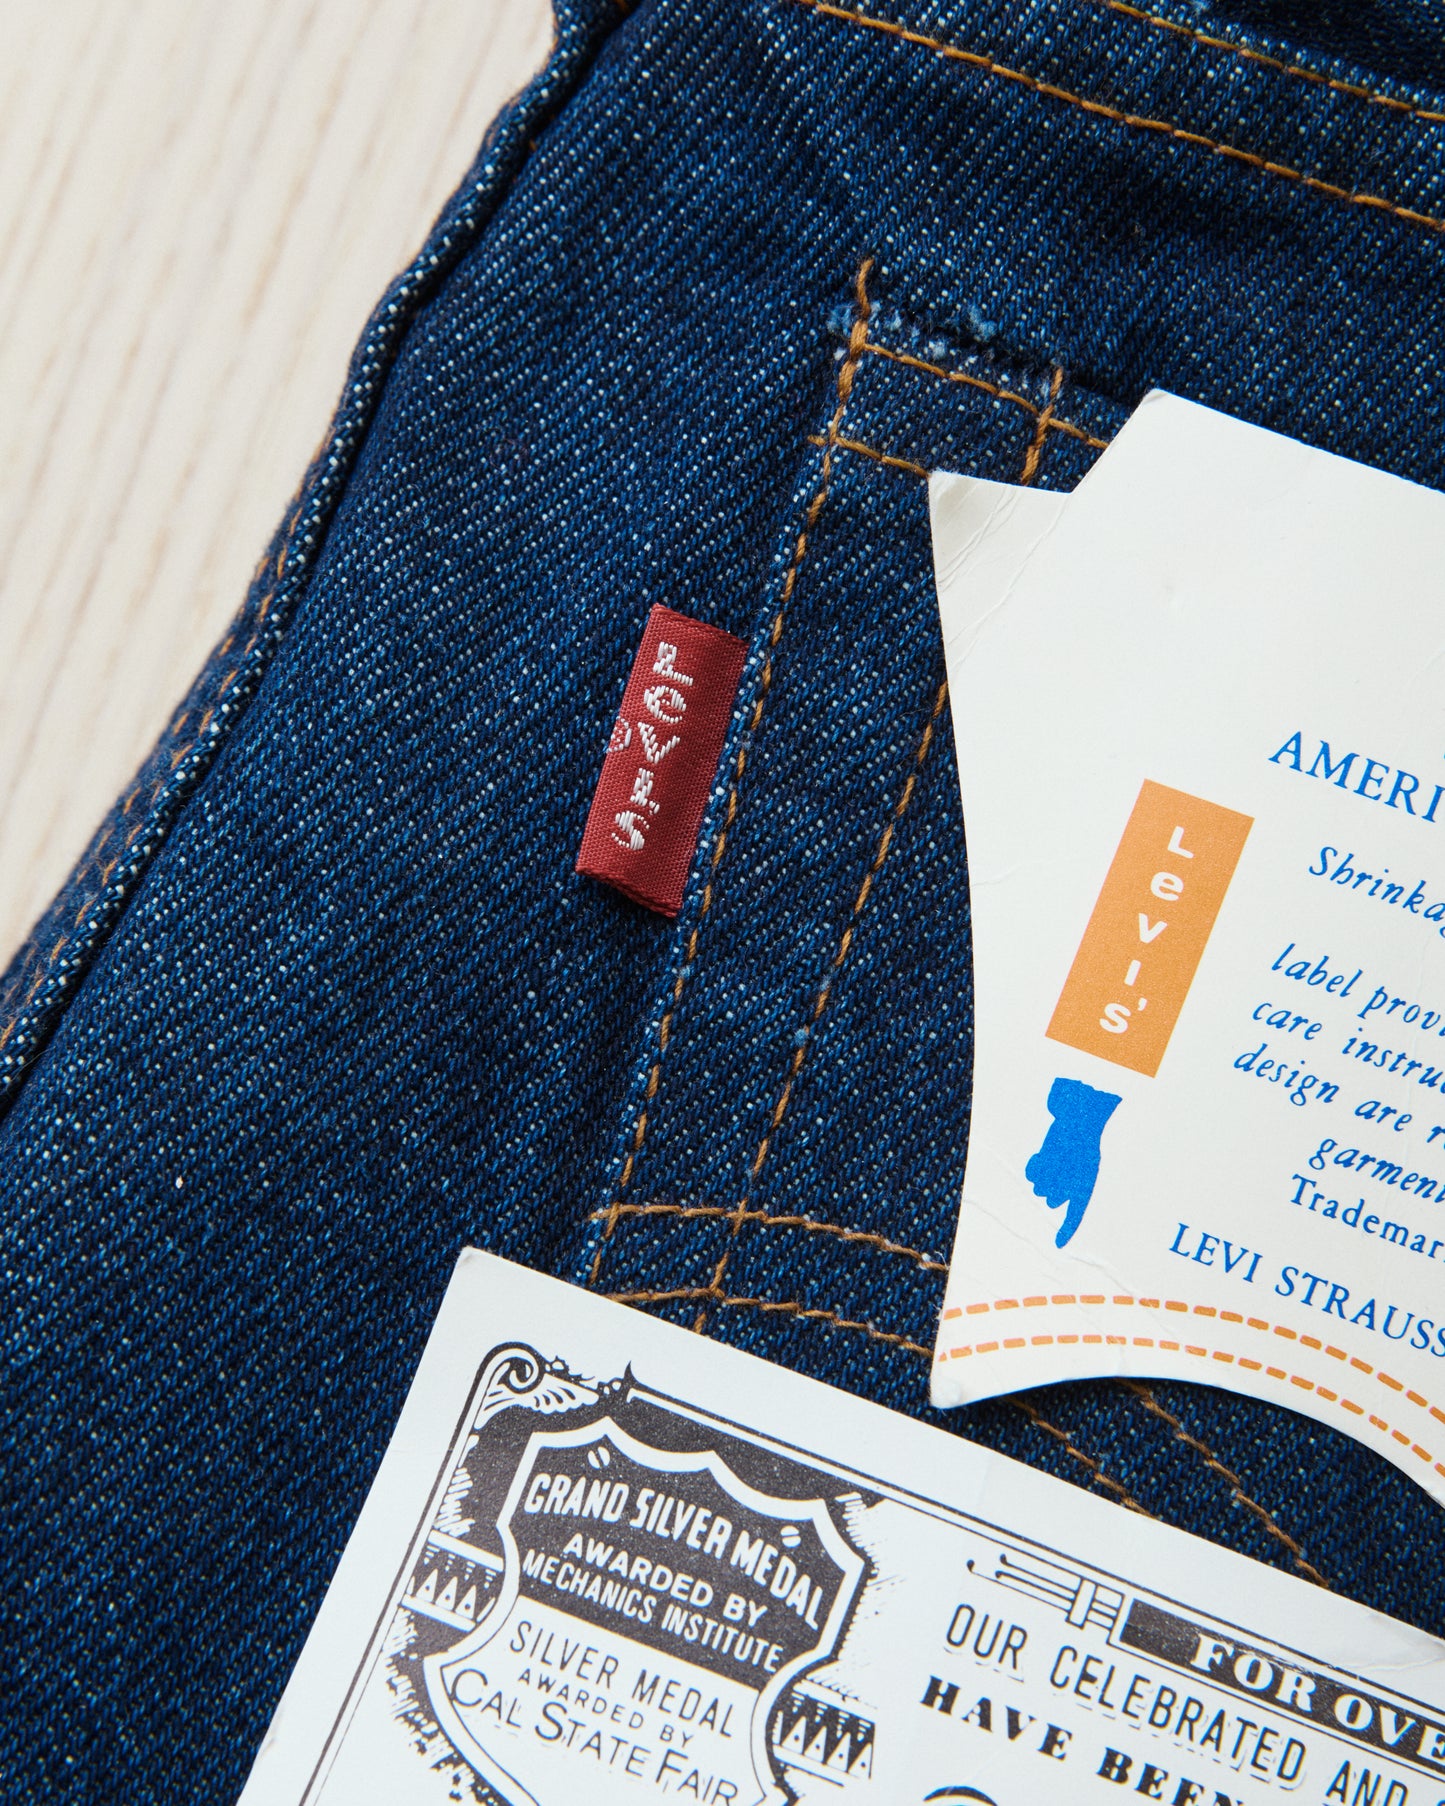 Levi's
AMERI
Levi's
Shrinka
label prov
care instru
design are
garmen
Trademar
LEVI STRAUSS
GRAND SILVER MEDAL
AWARDED BY
MECHANICS INSTITUTE
SILVER MEDAL
AWARDED BY
CAL STATE FAIR
FOR OVE
OUR CELEBRATED AND
HAVE BEEN